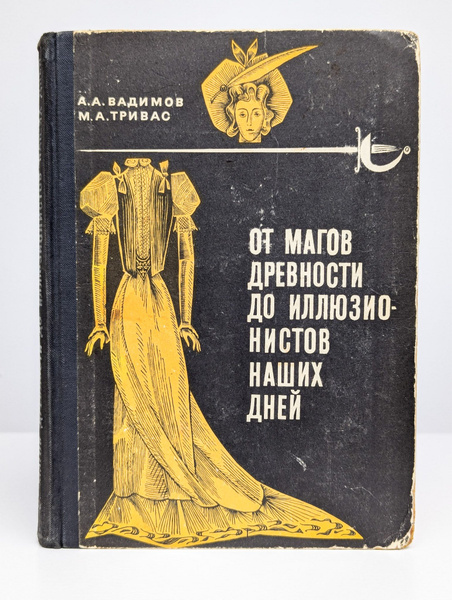 А.А.ВАДИМОВ
М.А.ТРИВАС
ОТ МАГОВ
ДРЕВНОСТИ
ДО ИЛЛЮЗИО-
НИСТОВ
НАШИХ
ДНЕЙ